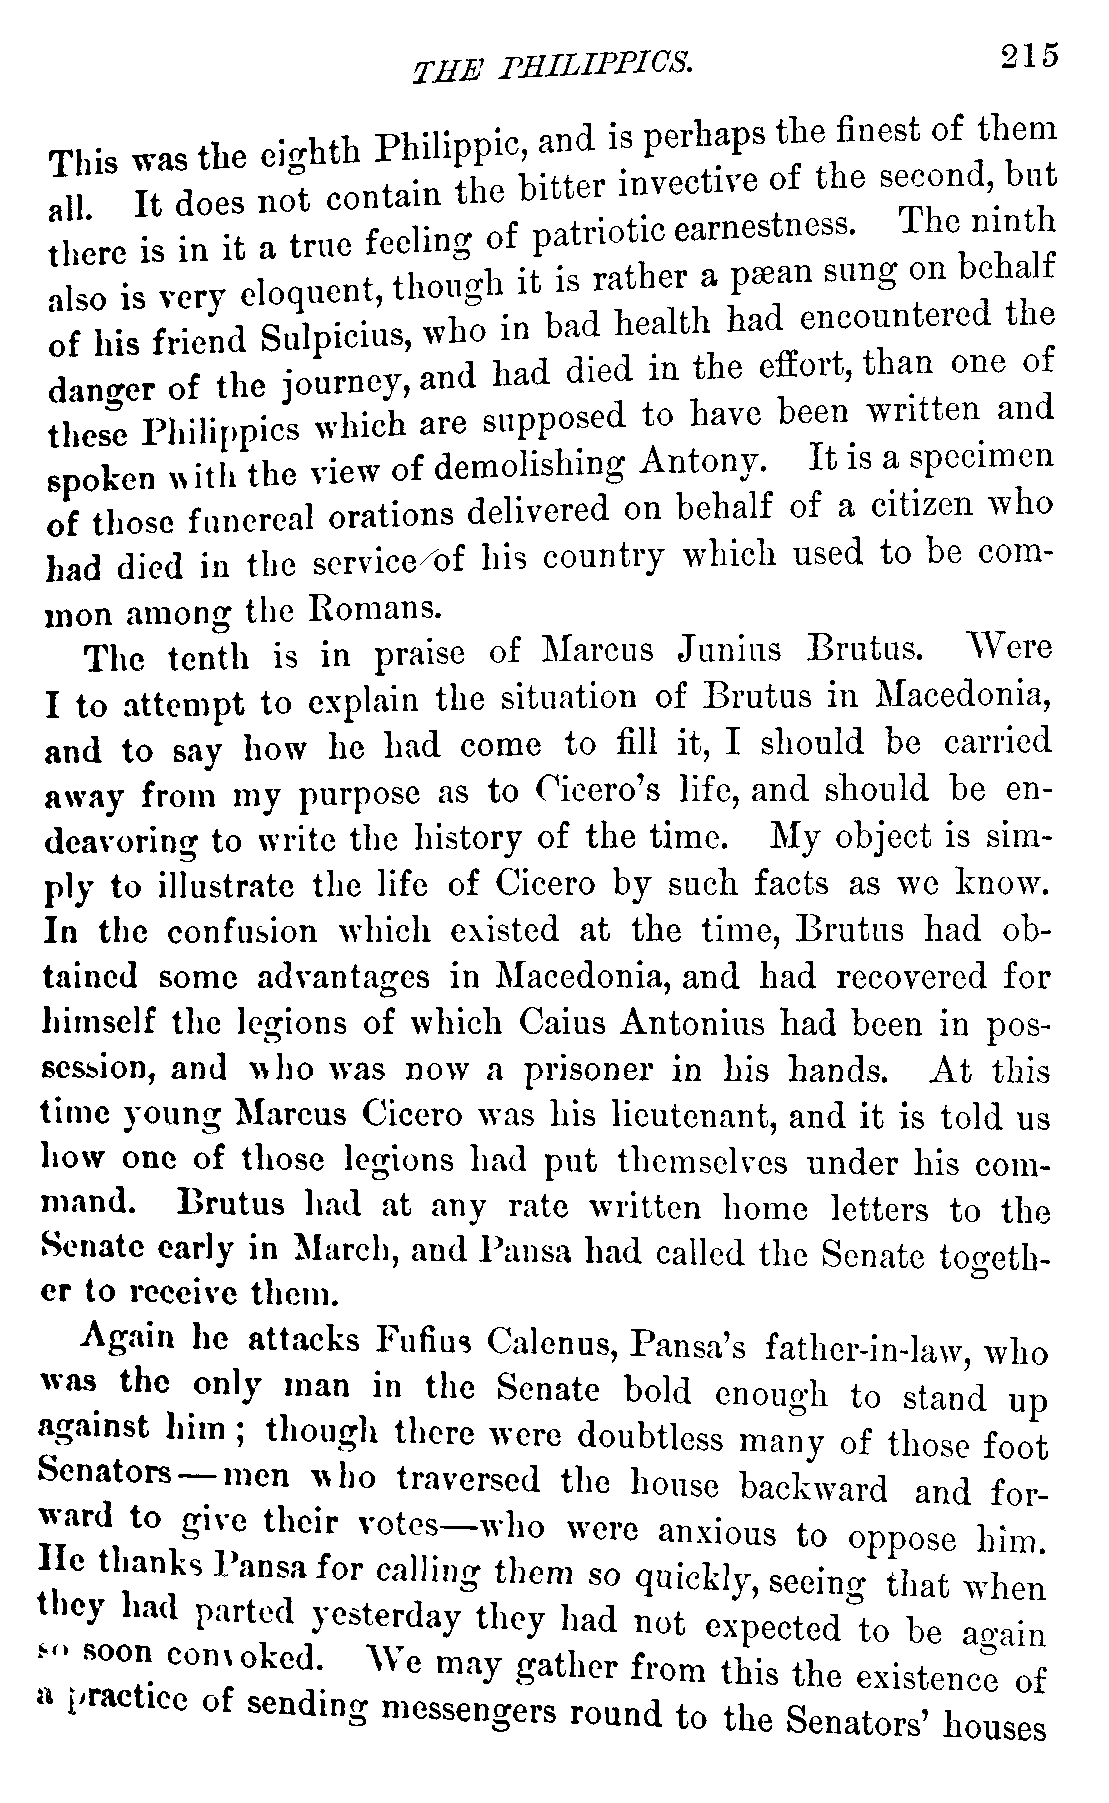 THE PHILIPPICS. 215
This was the eighth Philippic, and is perhaps the finest of them
all. It does not contain the bitter invective of the second, but
there is in it a true feeling of patriotic earnestness. The ninth
also is very eloquent, though it is rather a pæan sung on behalf
of his friend Sulpicius, who in bad health had encountered the
danger of the journey, and had died in the effort, than one of
these Philippics which are supposed to have been written and
spoken with the view of demolishing Antony. It is a specimen
of those funereal orations delivered on behalf of a citizen who
had died in the service of his country which used to be com-
mon among the Romans.
The tenth is in praise of Marcus Junius Brutus. Were
I to attempt to explain the situation of Brutus in Macedonia,
and to say how he had come to fill it, I should be carried
away from my purpose as to Cicero's life, and should be en-
deavoring to write the history of the time. My object is sim-
ply to illustrate the life of Cicero by such facts as we know.
In the confusion which existed at the time, Brutus had ob-
tained some advantages in Macedonia, and had recovered for
himself the legions of which Caius Antonius had been in pos-
session, and who was now a prisoner in his hands. At this
time young Marcus Cicero was his lieutenant, and it is told us
how one of those legions had put themselves under his com-
mand. Brutus had at any rate written home letters to the
Senate early in March, and Pansa had called the Senate togeth-
er to receive them.
Again he attacks Fufius Calenus, Pansa's father-in-law, who
was the only man in the Senate bold enough to stand up
against him; though there were doubtless many of those foot
Senators—men who traversed the house backward and for-
ward to give their votes—who were anxious to oppose him.
He thanks Pansa for calling them so quickly, seeing that when
they had parted yesterday they had not expected to be again
so soon convoked. We may gather from this the existence of
a practice of sending messengers round to the Senators' houses